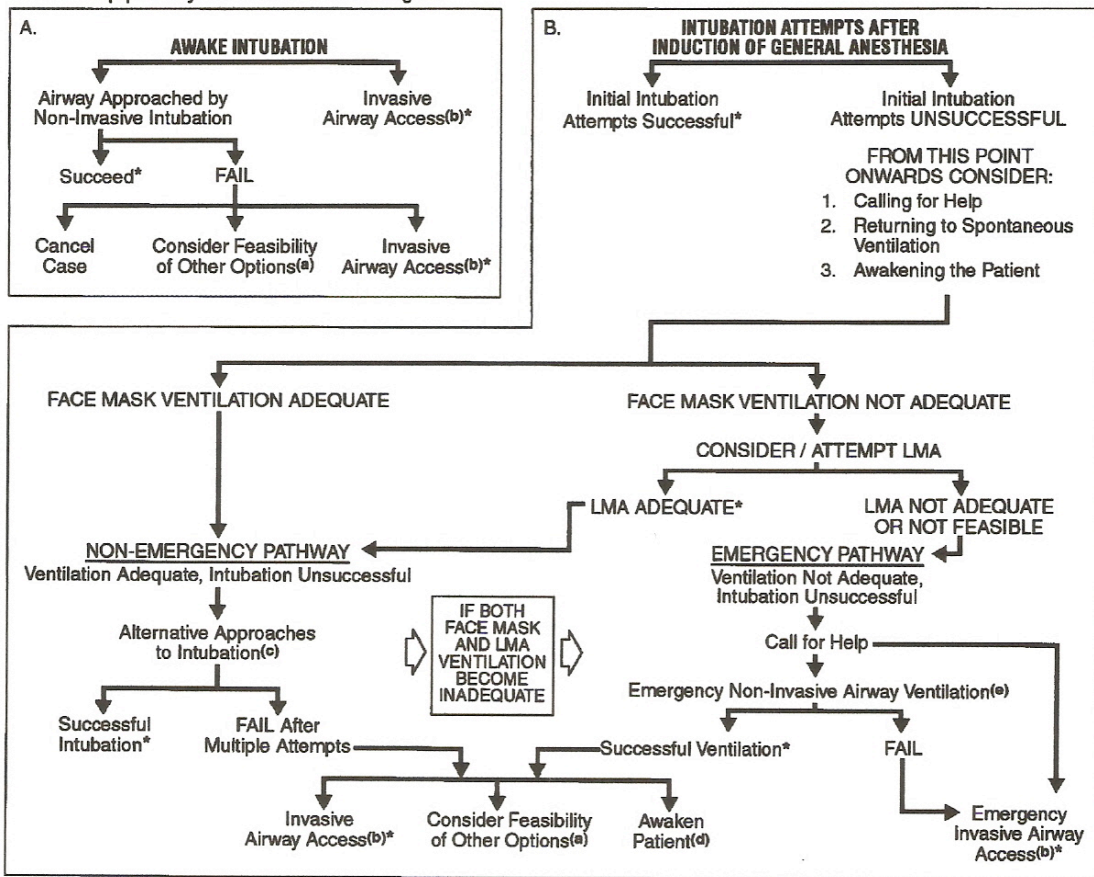 A.
AWAKE INTUBATION
Airway Approached by
Non-Invasive Intubation
Invasive
Airway Access(b)*
Succeed*
FAIL
Cancel
Case
Consider Feasibility
of Other Options(a)
Invasive
Airway Access(b)*
B.
INTUBATION ATTEMPTS AFTER
INDUCTION OF GENERAL ANESTHESIA
Initial Intubation
Attempts Successful*
Initial Intubation
Attempts UNSUCCESSFUL
FROM THIS POINT
ONWARDS CONSIDER:
1. Calling for Help
2. Returning to Spontaneous
Ventilation
3. Awakening the Patient
FACE MASK VENTILATION ADEQUATE
FACE MASK VENTILATION NOT ADEQUATE
CONSIDER / ATTEMPT LMA
LMA ADEQUATE*
LMA NOT ADEQUATE
OR NOT FEASIBLE
NON-EMERGENCY PATHWAY
Ventilation Adequate, Intubation Unsuccessful
EMERGENCY PATHWAY
Ventilation Not Adequate,
Intubation Unsuccessful
Alternative Approaches
to Intubation(c)
IF BOTH
FACE MASK
AND LMA
VENTILATION
BECOME
INADEQUATE
Call for Help
Emergency Non-Invasive Airway Ventilation(e)
Successful
Intubation*
FAIL After
Multiple Attempts
Successful Ventilation*
FAIL
Invasive
Airway Access(b)*
Consider Feasibility
of Other Options(a)
Awaken
Patient(d)
Emergency
Invasive Airway
Access(b)*